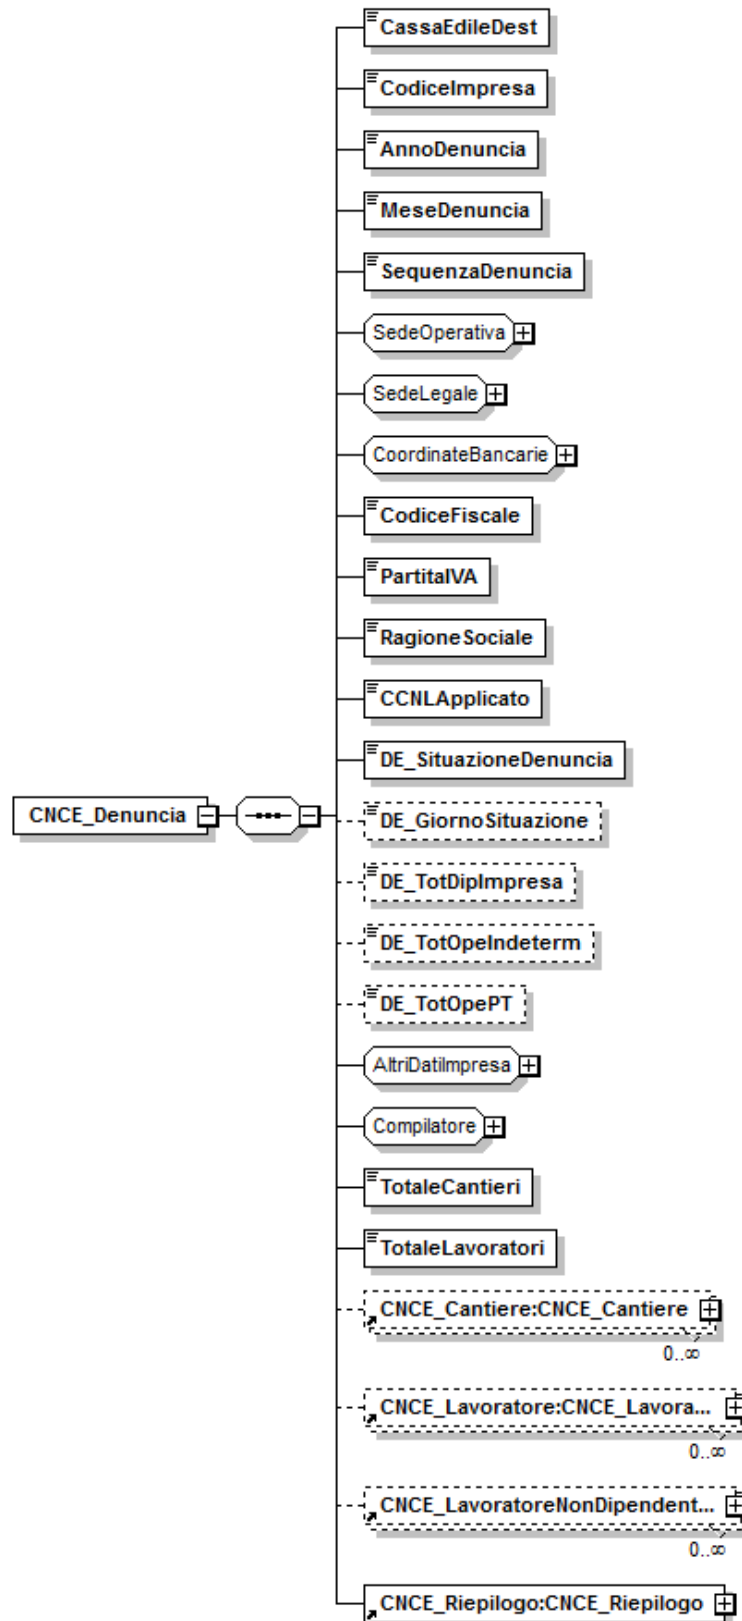 CassaEdileDest
CodiceImpresa
AnnoDenuncia
MeseDenuncia
SequenzaDenuncia
SedeOperativa
SedeLegale
CoordinateBancarie
CodiceFiscale
PartitaIVA
RagioneSociale
CCNLApplicato
DE_SituazioneDenuncia
CNCE_Denuncia
DE_GiornoSituazione
DE_TotDipImpresa
DE_TotOpeIndeterm
DE_TotOpePT
AltriDatiImpresa
Compilatore
TotaleCantieri
TotaleLavoratori
CNCE_Cantiere:CNCE_Cantiere
0..∞
CNCE_Lavoratore:CNCE_Lavora...
0..∞
CNCE_LavoratoreNonDipendent...
0..∞
CNCE_Riepilogo:CNCE_Riepilogo